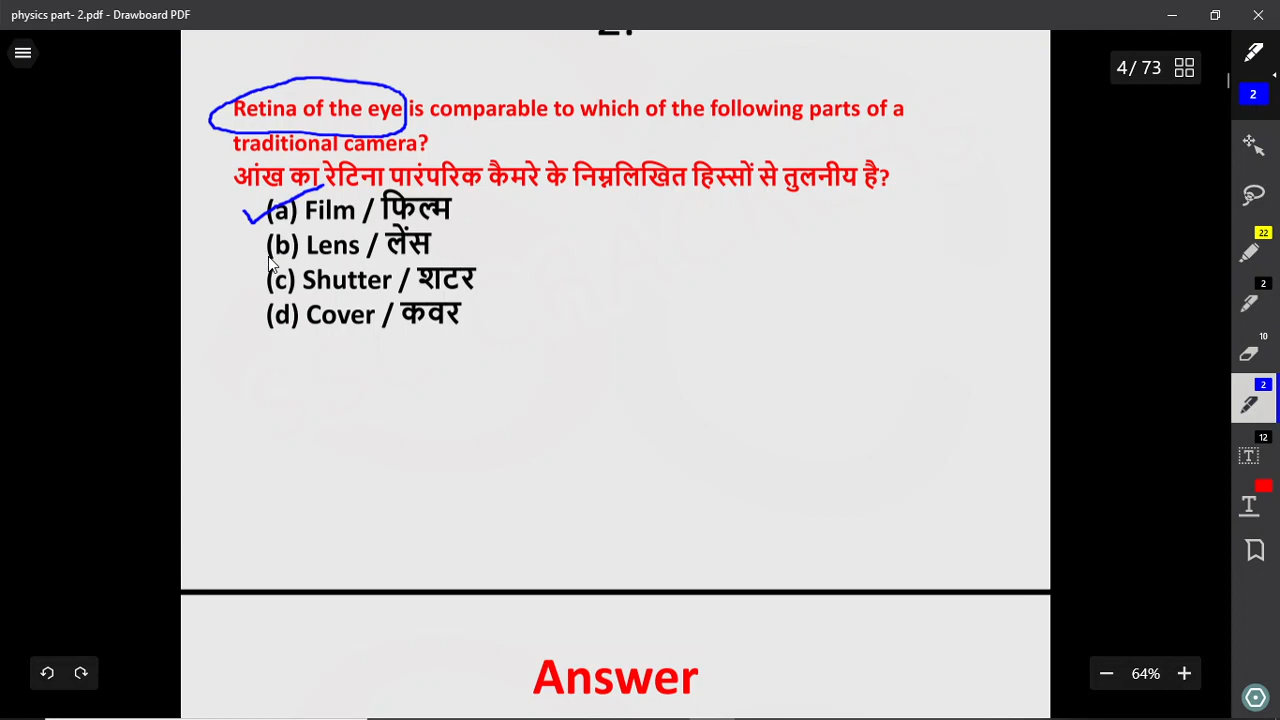 physics part- 2.pdf - Drawboard PDF
4 / 73
Retina of the eye is comparable to which of the following parts of a
traditional camera?
आंख का रेटिना पारंपरिक कैमरे के निम्नलिखित हिस्सों से तुलनीय है?
(a) Film / फिल्म
(b) Lens / लेंस
(c) Shutter / शटर
(d) Cover / कवर
Answer
2
22
2
10
2
12
64%